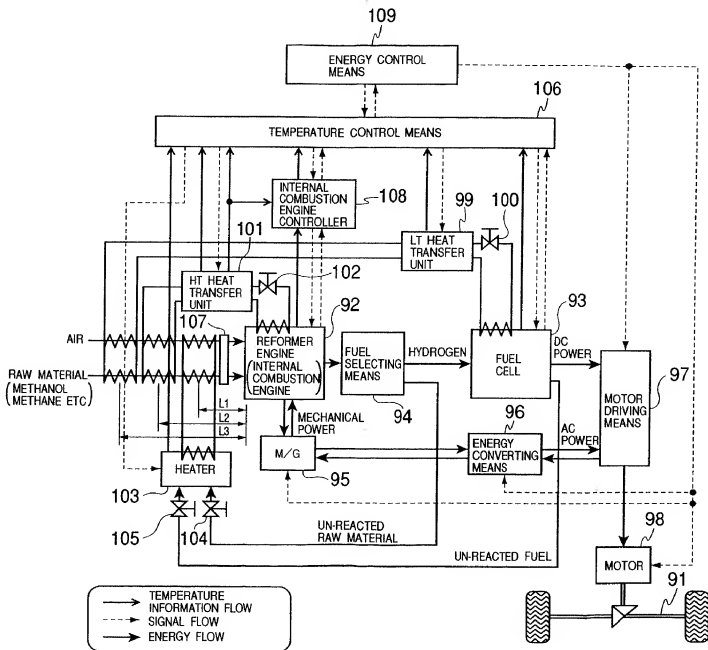 109
ENERGY CONTROL
MEANS
106
TEMPERATURE CONTROL MEANS
INTERNAL
COMBUSTION
ENGINE
CONTROLLER
108
99
100
LT HEAT
TRANSFER
UNIT
101
HT HEAT
TRANSFER
UNIT
102
107
92
93
AIR
RAW MATERIAL
(METHANOL
METHANE ETC)
REFORMER
ENGINE
(INTERNAL
COMBUSTION
ENGINE)
FUEL
SELECTING
MEANS
94
HYDROGEN
FUEL
CELL
DC
POWER
97
MOTOR
DRIVING
MEANS
L1
L2
L3
MECHANICAL
POWER
M/G
95
96
ENERGY
CONVERTING
MEANS
AC
POWER
HEATER
103
105
104
UN-REACTED
RAW MATERIAL
UN-REACTED FUEL
98
MOTOR
91
TEMPERATURE
INFORMATION FLOW
SIGNAL FLOW
ENERGY FLOW